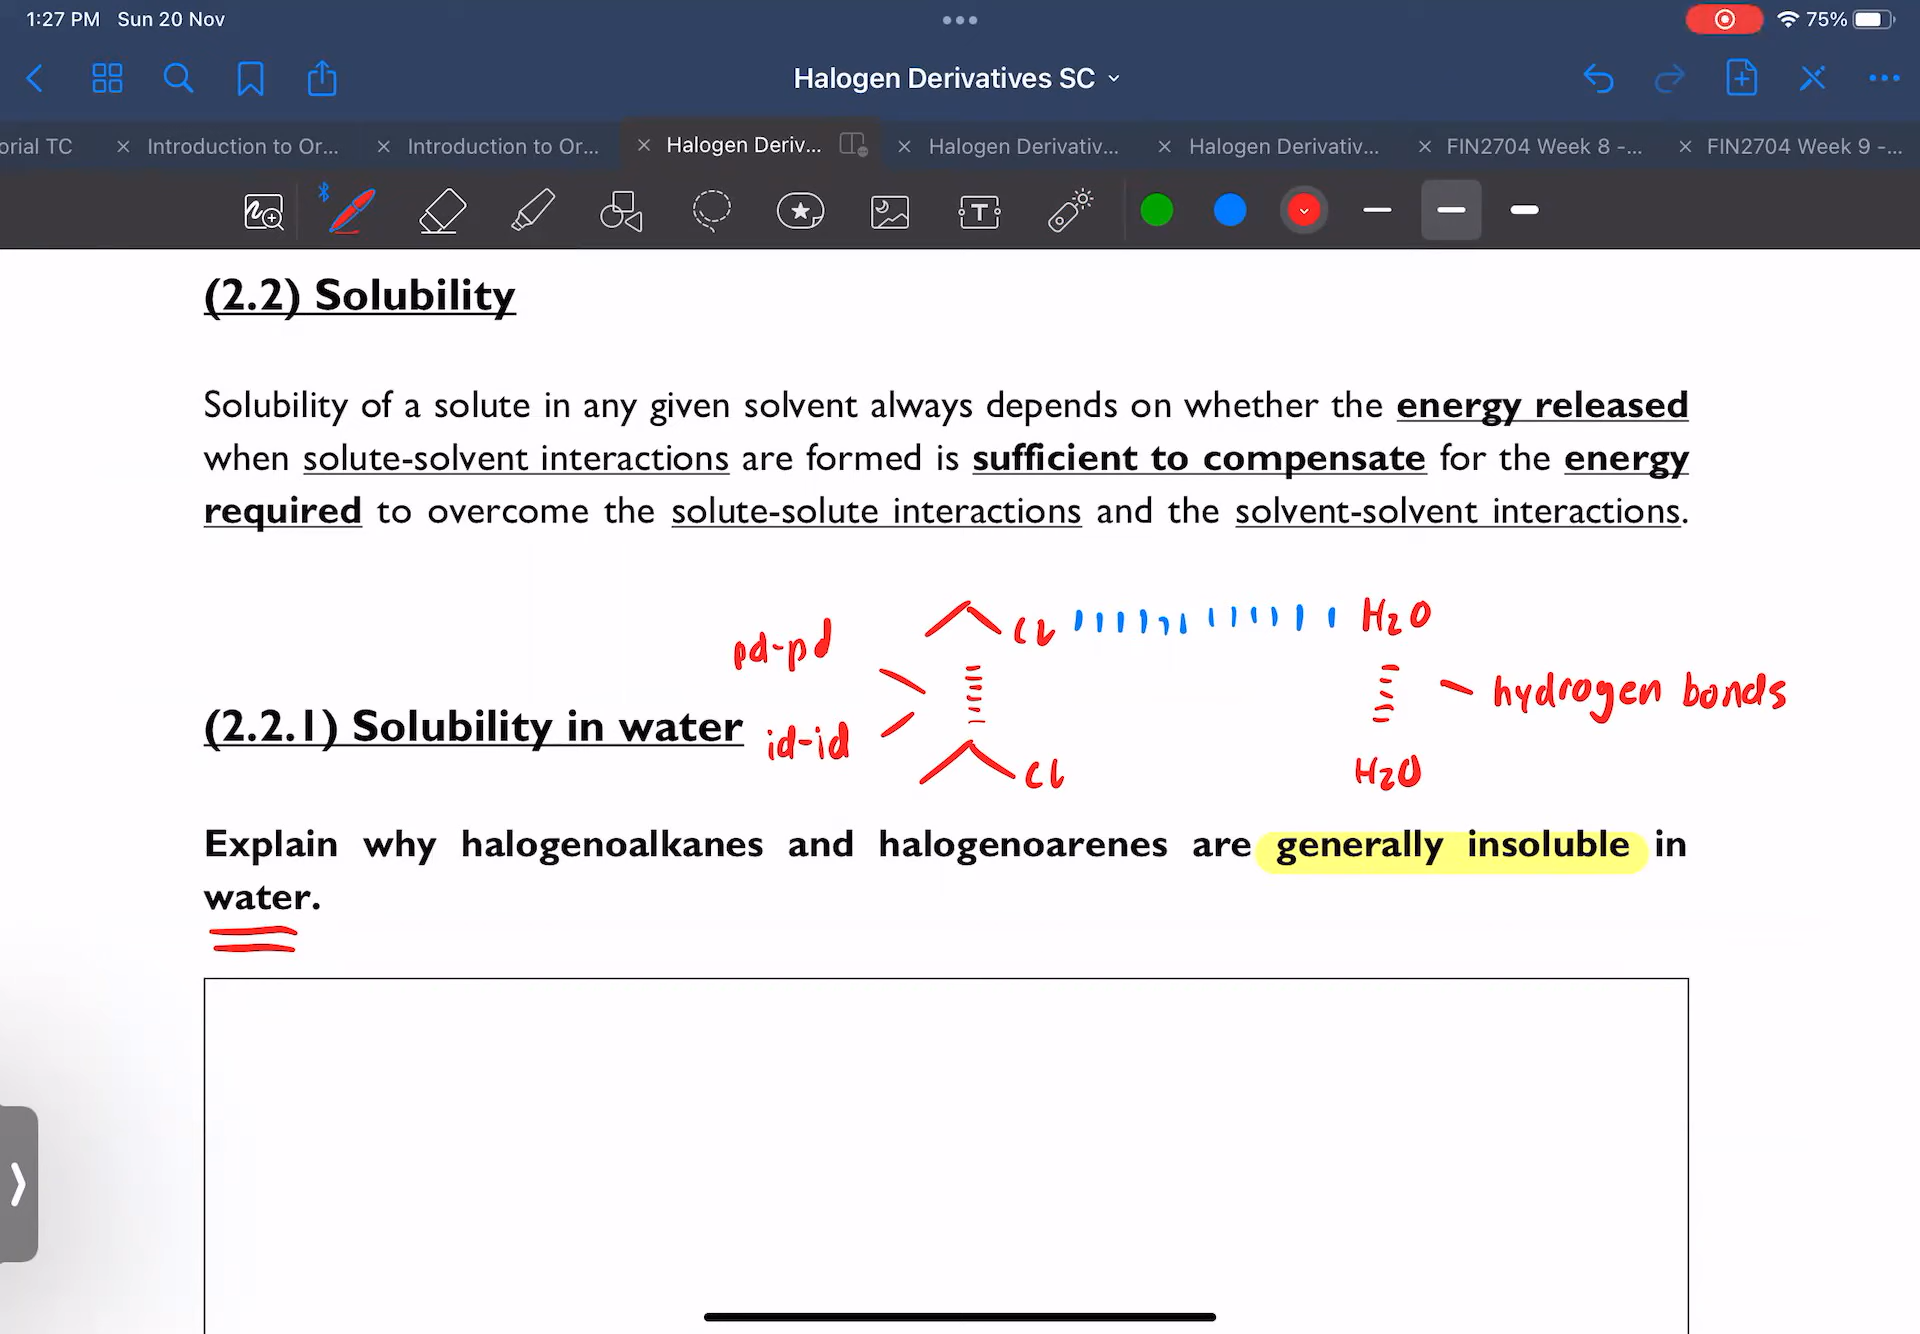 1:27 PM Sun 20 Nov
75%
Halogen Derivatives SC
orial TC
Introduction to Or...
Introduction to Or...
Halogen Deriv...
Halogen Derivativ...
Halogen Derivativ...
FIN2704 Week 8 -...
FIN2704 Week 9 -...
(2.2) Solubility
Solubility of a solute in any given solvent always depends on whether the energy released
when solute-solvent interactions are formed is sufficient to compensate for the energy
required to overcome the solute-solute interactions and the solvent-solvent interactions.
Cl H2O
pd-pd
hydrogen bonds
(2.2.1) Solubility in water
id-id
Cl H2O
Explain why halogenoalkanes and halogenoarenes are generally insoluble in
water.